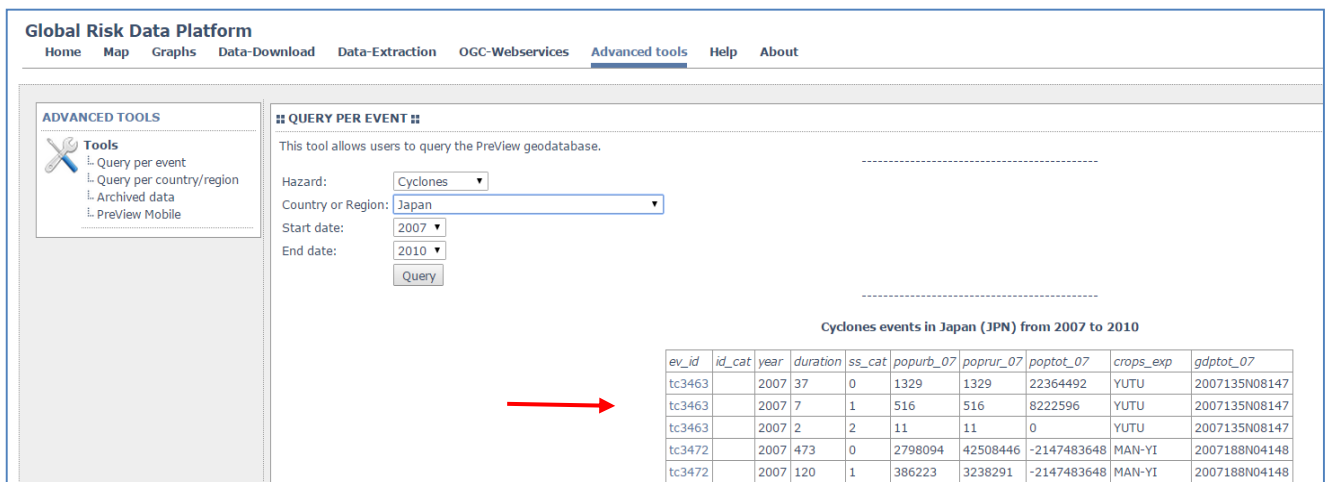 Global Risk Data Platform
Home Map Graphs Data-Download Data-Extraction OGC-Webservices Advanced tools Help About
ADVANCED TOOLS
Tools
Query per event
Query per country/region
Archived data
PreView Mobile
:: QUERY PER EVENT ::
This tool allows users to query the PreView geodatabase.
------------------------------------------
Hazard: Cyclones
Country or Region: Japan
Start date: 2007
End date: 2010
Query
------------------------------------------
Cyclones events in Japan (JPN) from 2007 to 2010
ev_id id_cat year duration ss_cat popurb_07 poprur_07 poptot_07 crops_exp gdptot_07
tc3463 2007 37 0 1329 1329 22364492 YUTU 2007135N08147
tc3463 2007 7 1 516 516 8222596 YUTU 2007135N08147
tc3463 2007 2 2 11 11 0 YUTU 2007135N08147
tc3472 2007 473 0 2798094 42508446 -2147483648 MAN-YI 2007188N04148
tc3472 2007 120 1 386223 3238291 -2147483648 MAN-YI 2007188N04148